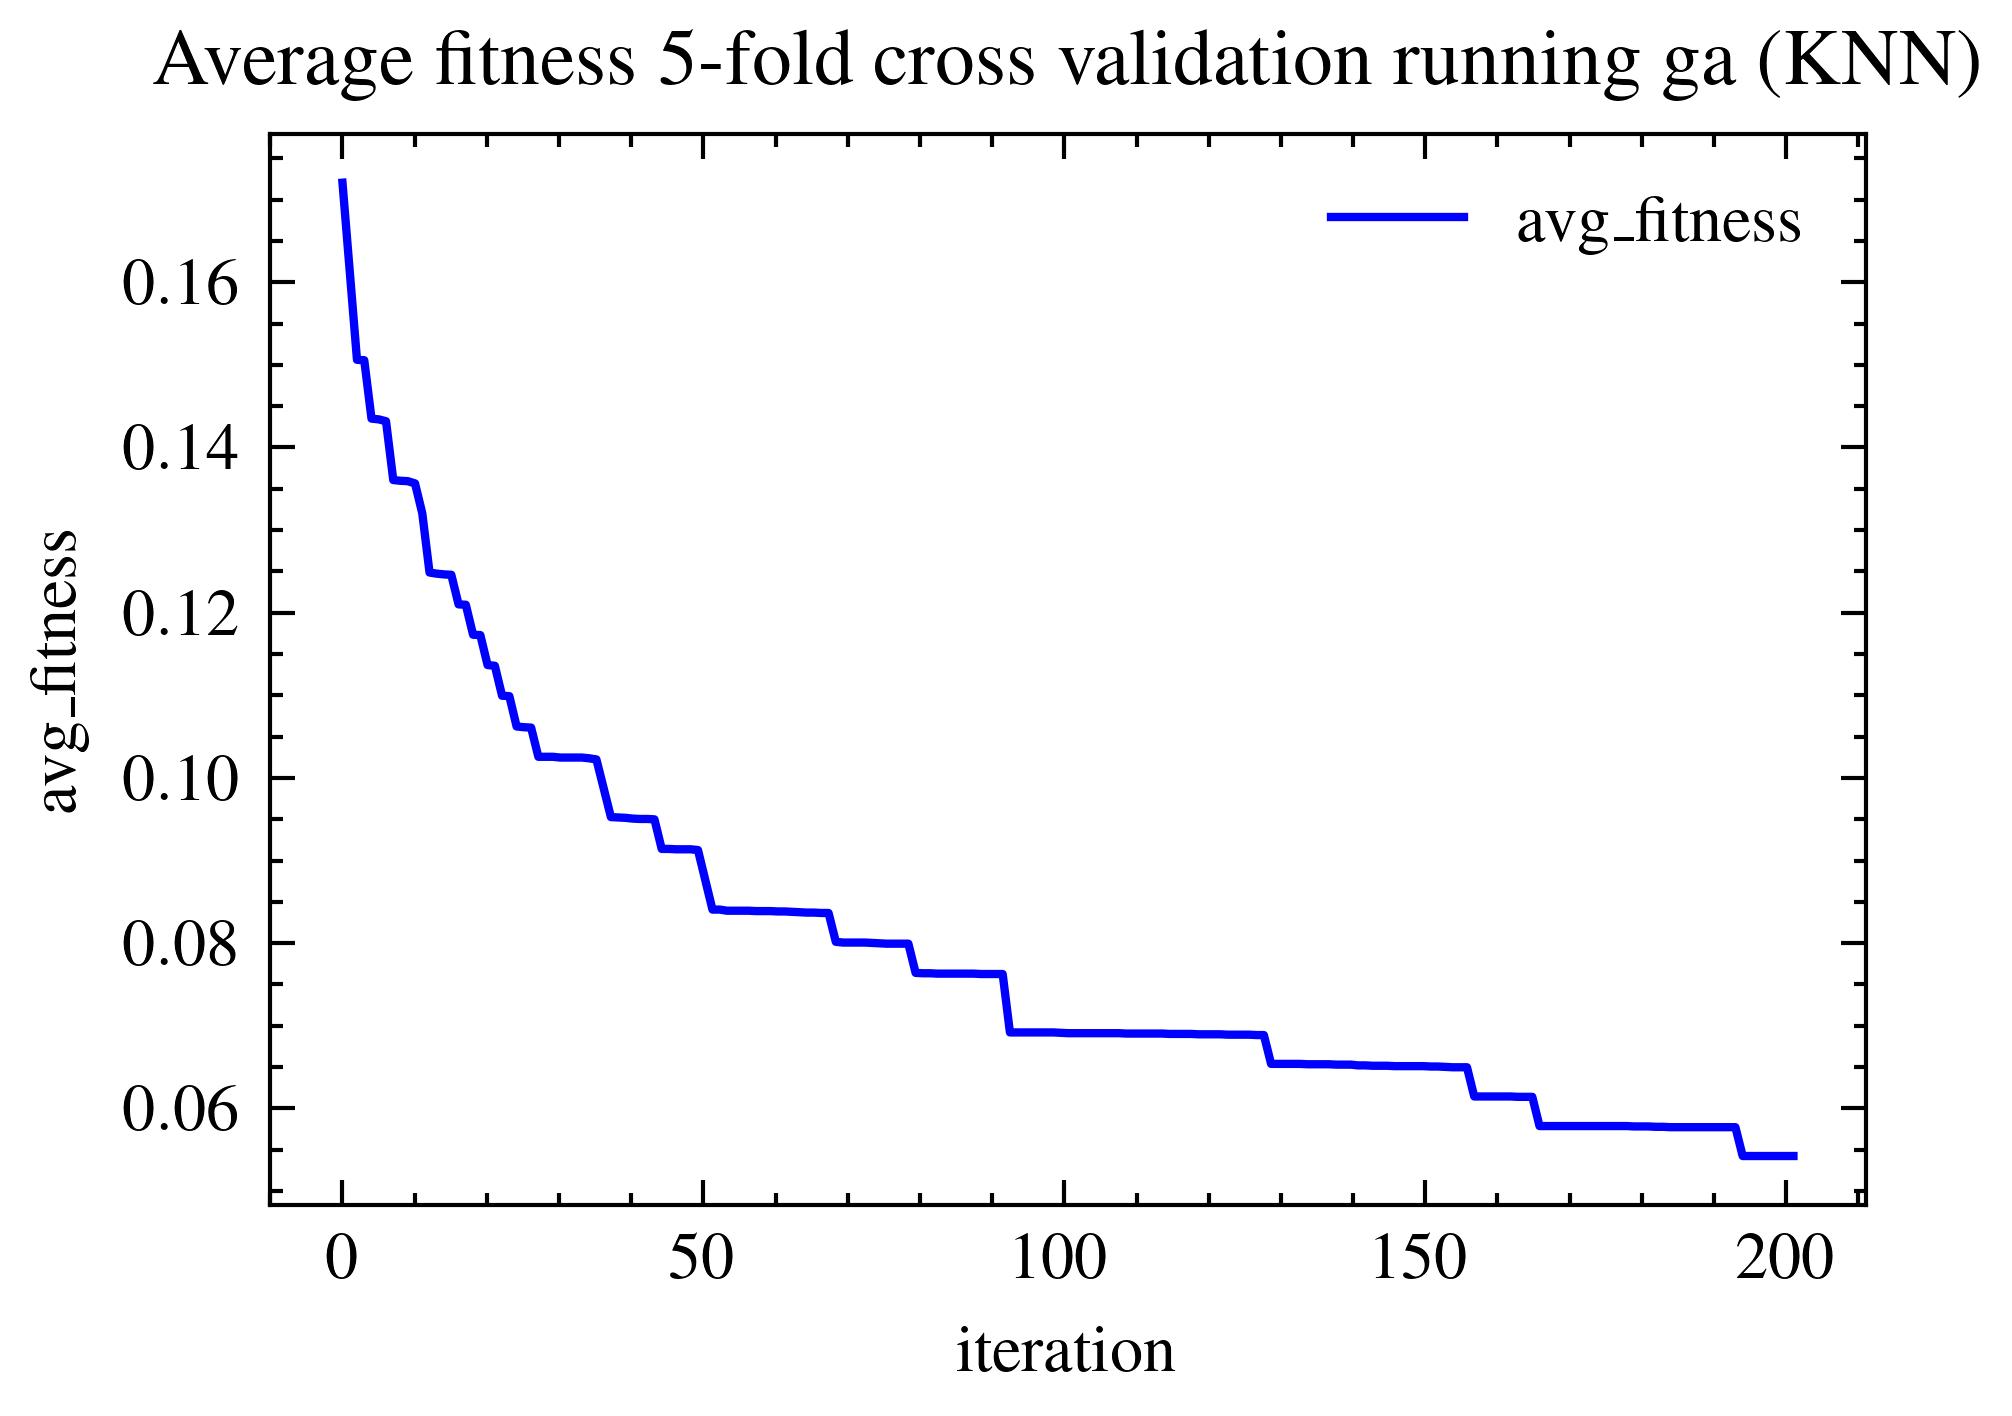 Average fitness 5-fold cross validation running ga (KNN)
avg_fitness
0.16
0.14
0.12
0.10
0.08
0.06
avg_fitness
0
50
100
150
200
iteration